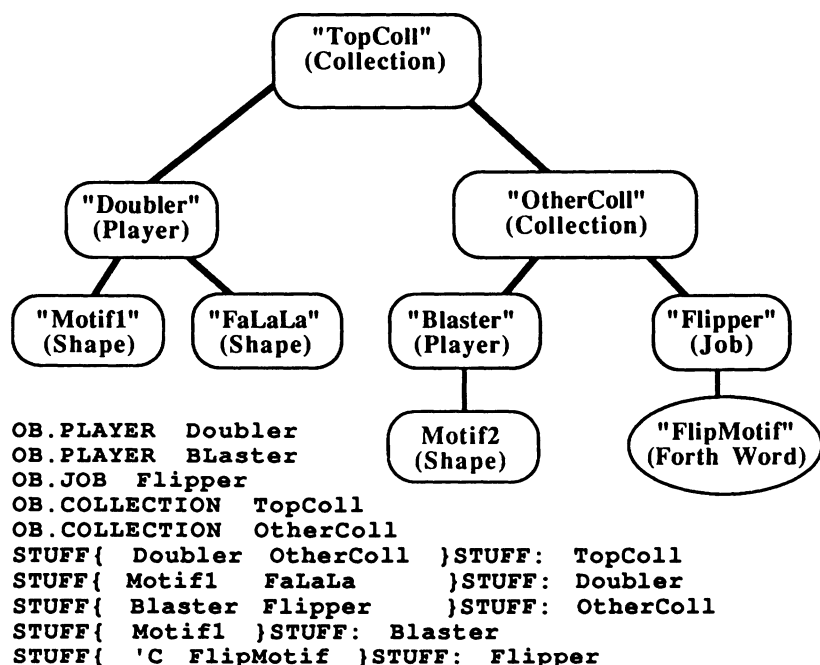 "TopColl"
(Collection)
"Doubler"
(Player)
"OtherColl"
(Collection)
"Motif1"
(Shape)
"FaLaLa"
(Shape)
"Blaster"
(Player)
"Flipper"
(Job)
Motif2
(Shape)
"FlipMotif"
(Forth Word)
OB.PLAYER Doubler
OB.PLAYER BLaster
OB.JOB Flipper
OB.COLLECTION TopColl
OB.COLLECTION OtherColl
STUFF{ Doubler OtherColl }STUFF: TopColl
STUFF{ Motif1 FaLaLa }STUFF: Doubler
STUFF{ Blaster Flipper }STUFF: OtherColl
STUFF{ Motif1 }STUFF: Blaster
STUFF{ 'C FlipMotif }STUFF: Flipper